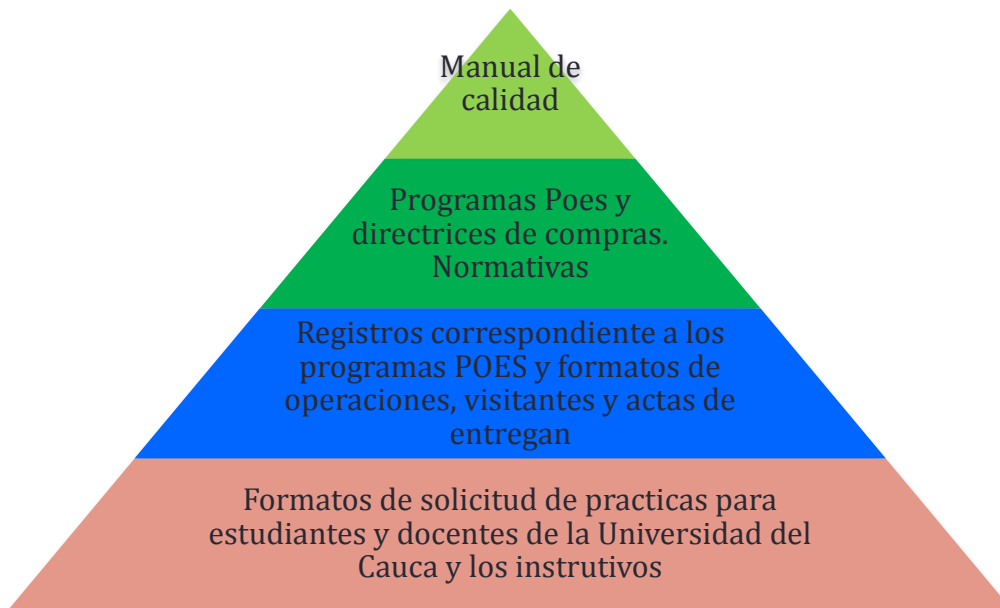 Manual de
calidad
Programas Poes y
directrices de compras.
Normativas
Registros correspondiente a los
programas POES y formatos de
operaciones, visitantes y actas de
entregan
Formatos de solicitud de practicas para
estudiantes y docentes de la Universidad del
Cauca y los instrutivos